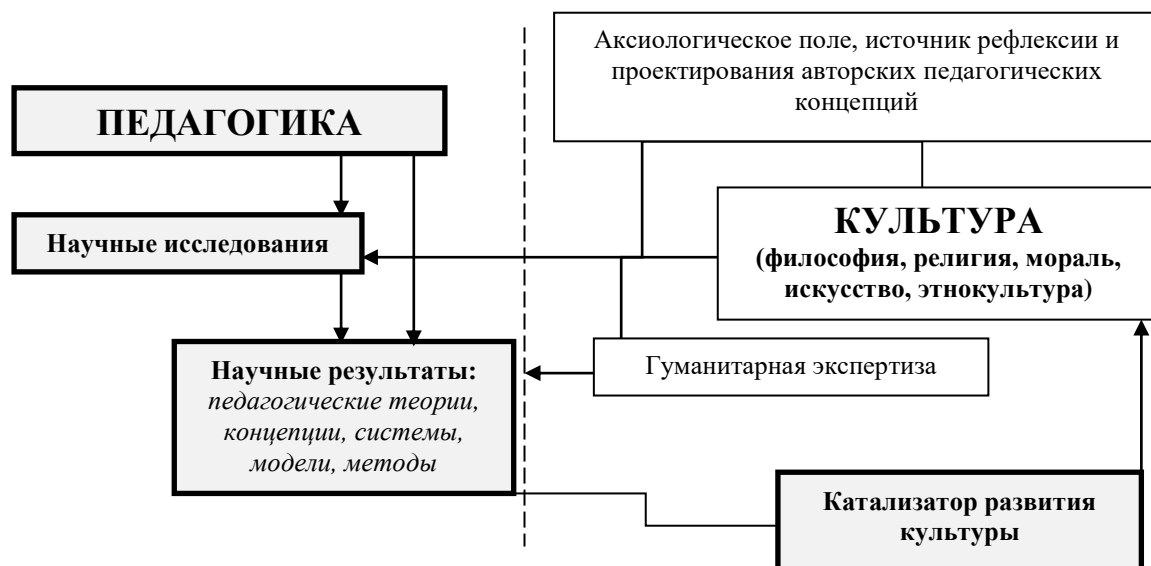 Аксиологическое поле, источник рефлексии и
проектирования авторских педагогических
концепций
ПЕДАГОГИКА
КУЛЬТУРА
(философия, религия, мораль,
искусство, этнокультура)
Научные исследования
Научные результаты:
педагогические теории,
концепции, системы,
модели, методы
Гуманитарная экспертиза
Катализатор развития
культуры